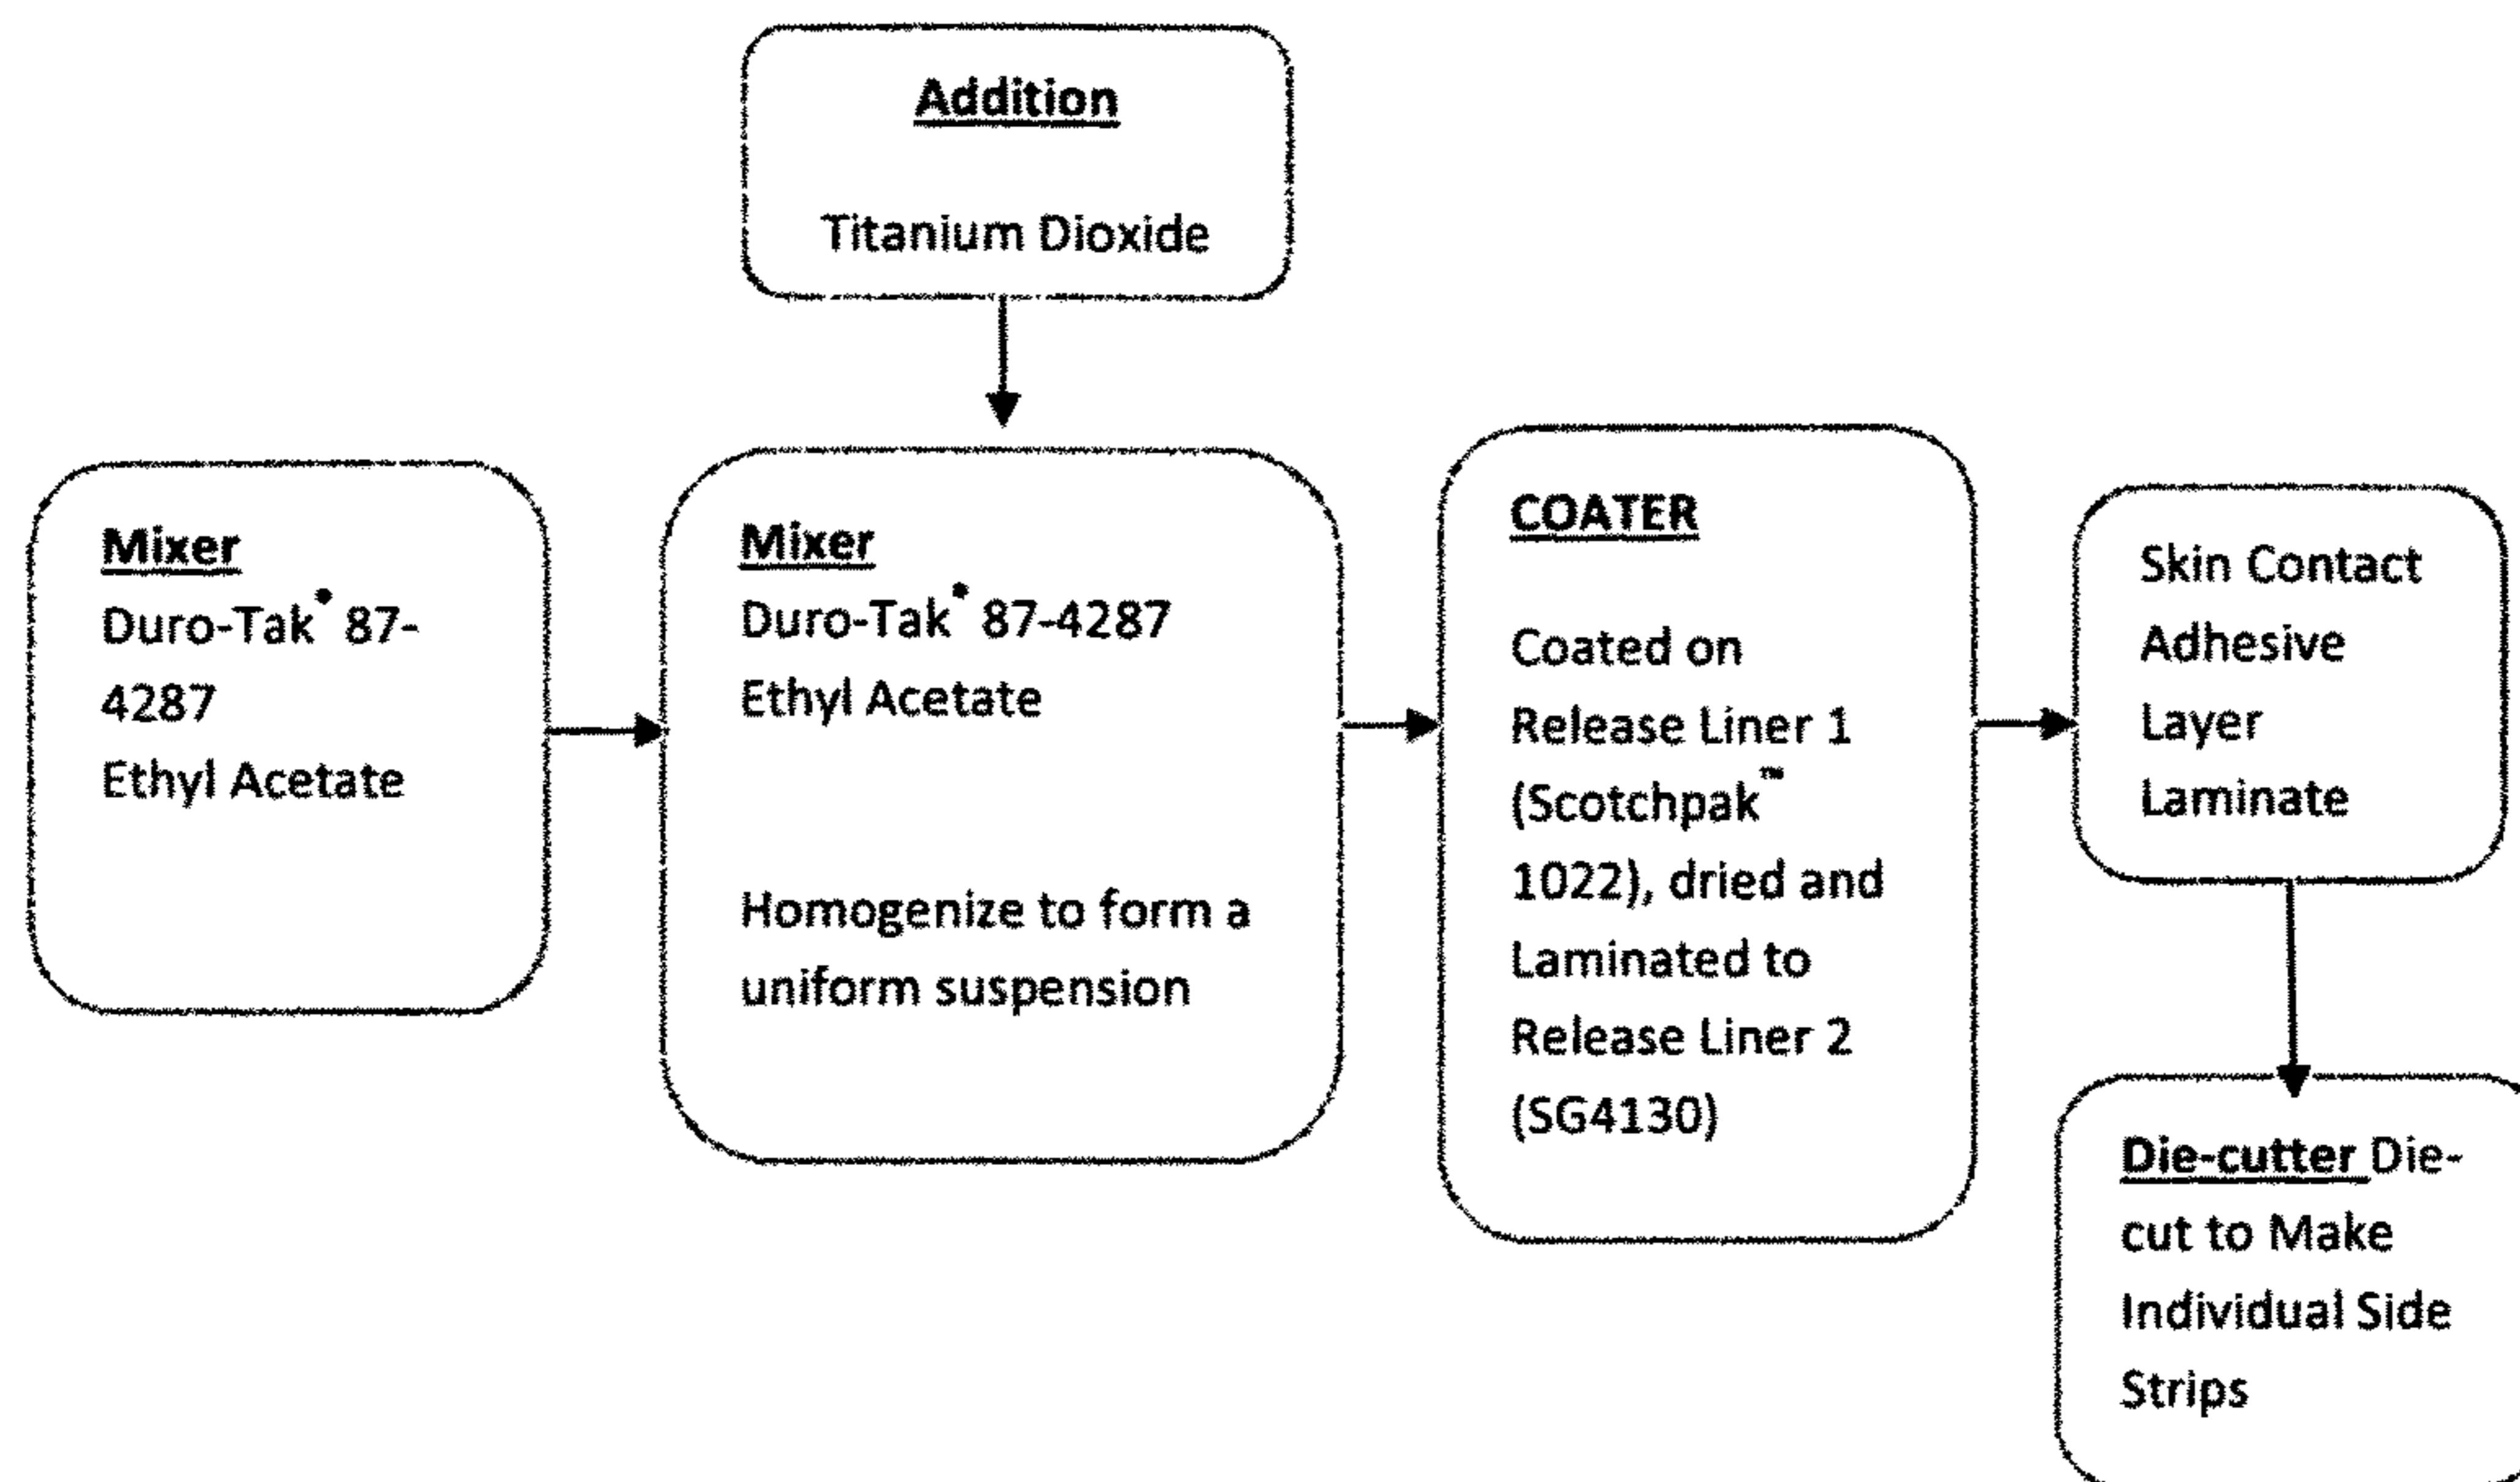 Addition
Titanium Dioxide
Mixer
Duro-Tak® 87-
4287
Ethyl Acetate
Mixer
Duro-Tak® 87-4287
Ethyl Acetate
Homogenize to form a
uniform suspension
COATER
Coated on
Release Liner 1
(Scotchpak™
1022), dried and
Laminated to
Release Liner 2
(SG4130)
Skin Contact
Adhesive
Layer
Laminate
Die-cutter Die-
cut to Make
Individual Side
Strips